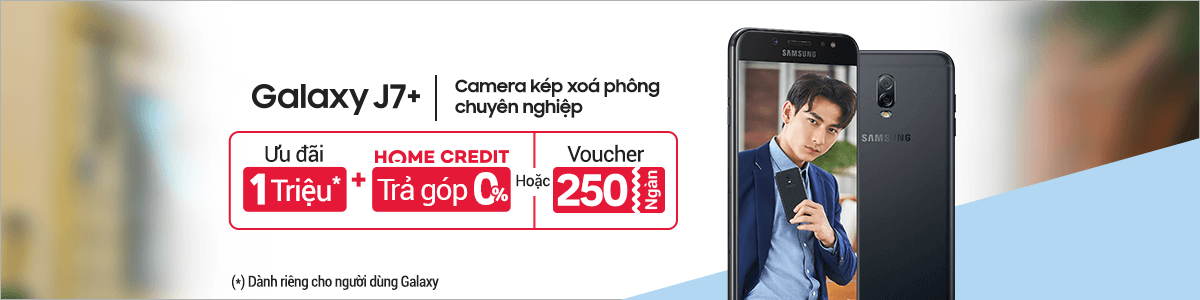 Galaxy J7+
Camera kép xoá phông
chuyên nghiệp
Ưu đãi
1 Triệu*
+
HOME CREDIT
Trả góp 0%
Hoặc
Voucher
250 Ngàn
(*) Dành riêng cho người dùng Galaxy
SAMSUNG
SAMSUNG